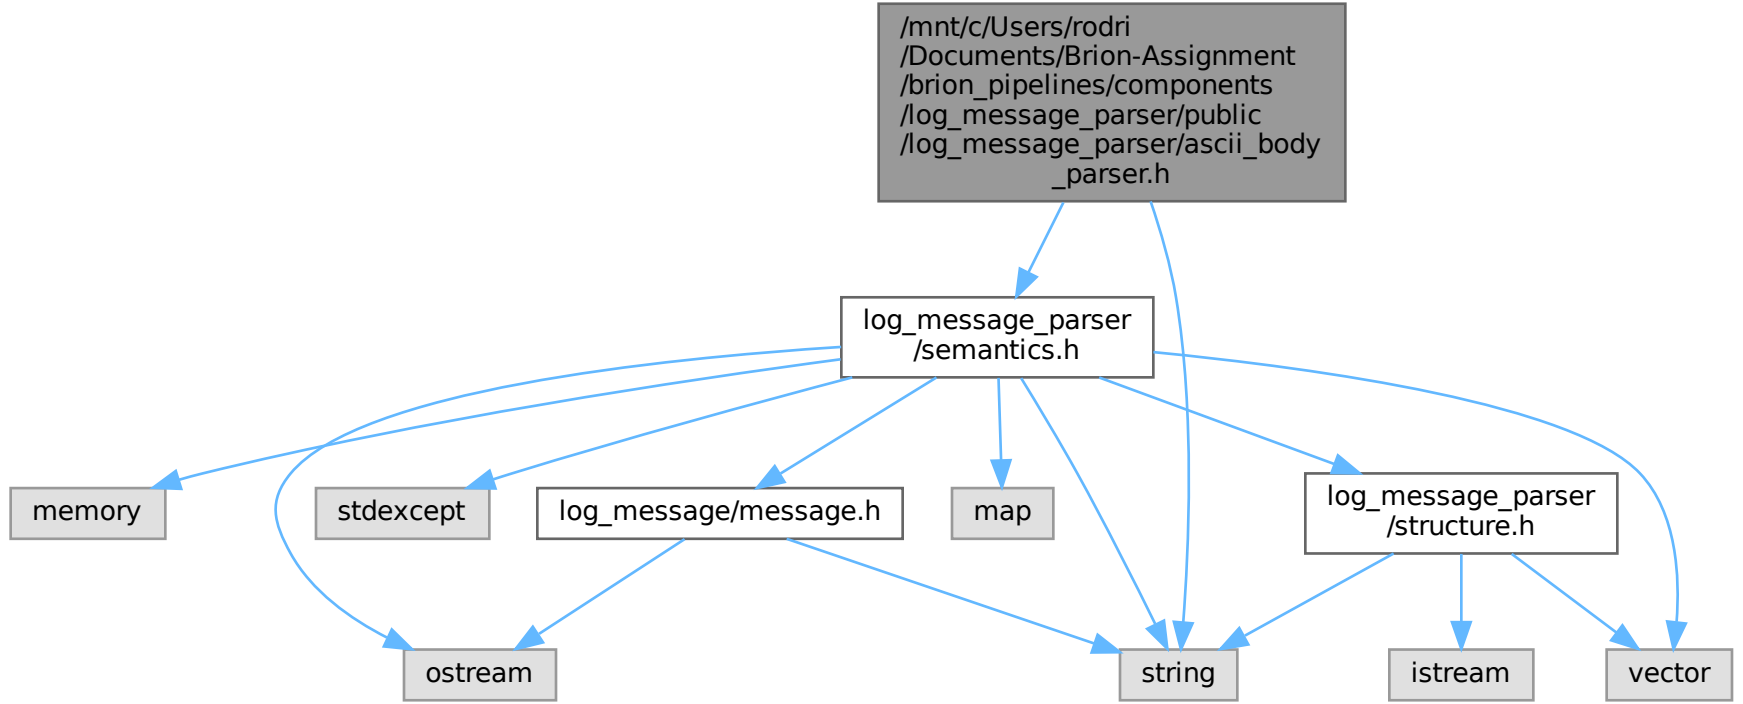 /mnt/c/Users/rodri
/Documents/Brion-Assignment
/brion_pipelines/components
/log_message_parser/public
/log_message_parser/ascii_body
_parser.h
log_message_parser
/semantics.h
memory
stdexcept
log_message/message.h
map
log_message_parser
/structure.h
ostream
string
istream
vector